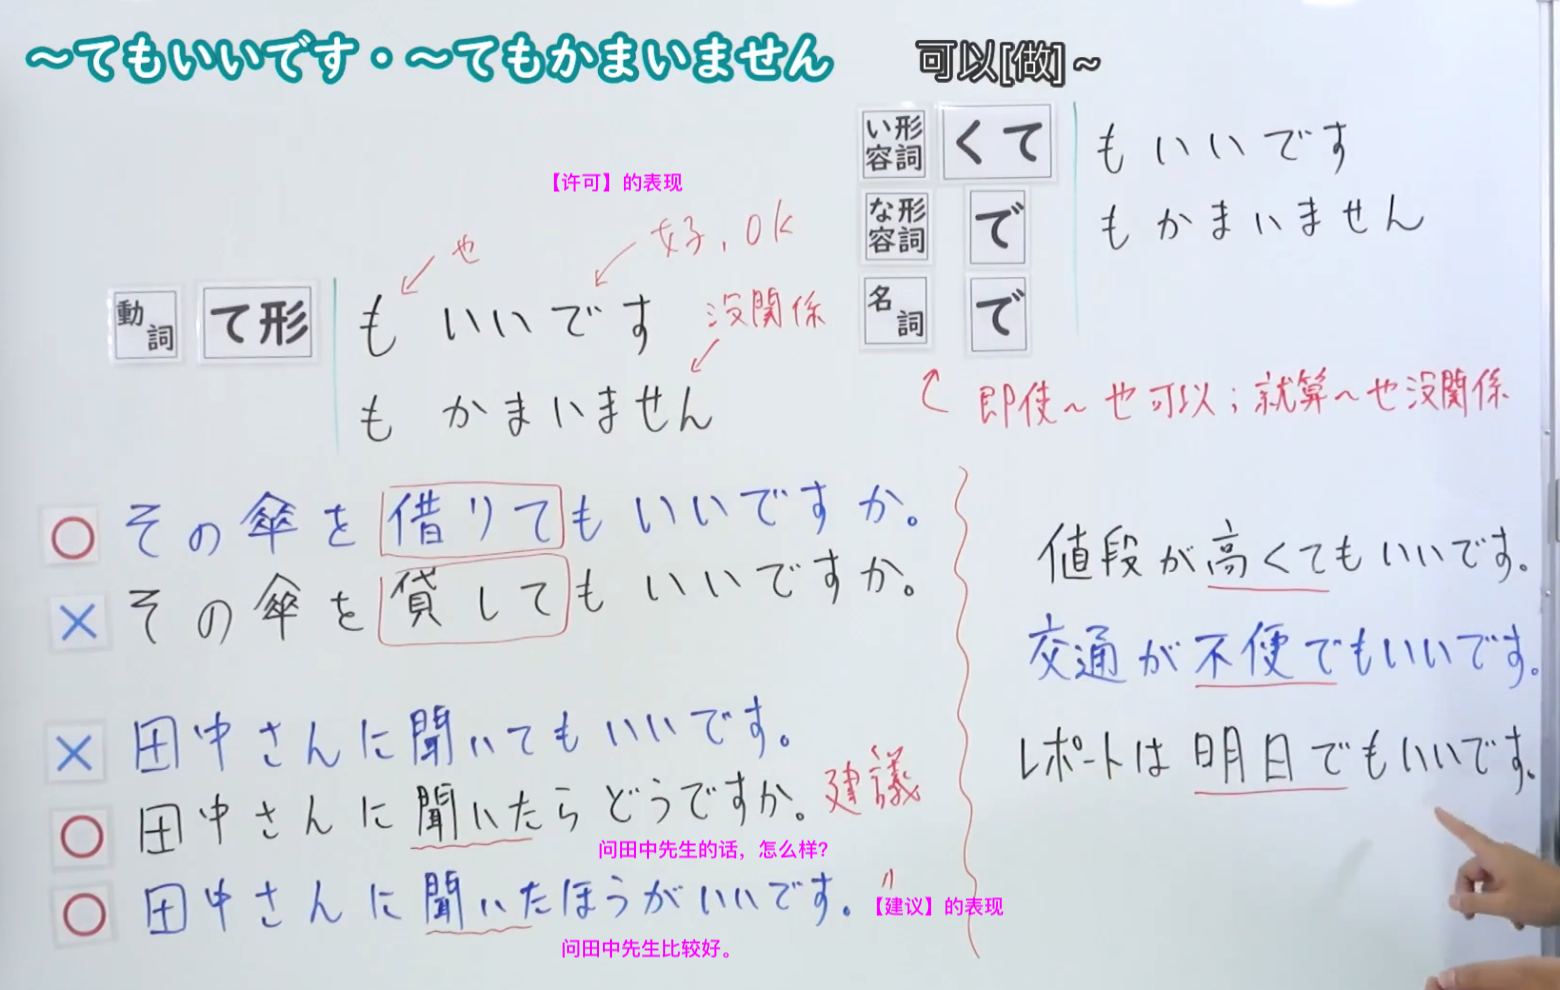 ～てもいいです・～てもかまいません
可以[做]～
【许可】的表现
也
好，OK
動詞 て形 も いいです
没関係
も かまいません
い形容詞 くて もいいです
な形容詞 で もかまいません
名詞 で
即使～也可以；就算～也没関係
○ その傘を借りてもいいですか。
× その傘を貸してもいいですか。
× 田中さんに聞いてもいいです。
○ 田中さんに聞いたらどうですか。 建議
问田中先生的话，怎么样?
○ 田中さんに聞いたほうがいいです。 〃
【建议】的表现
问田中先生比较好。
値段が高くてもいいです。
交通が不便でもいいです。
レポートは明日でもいいです。